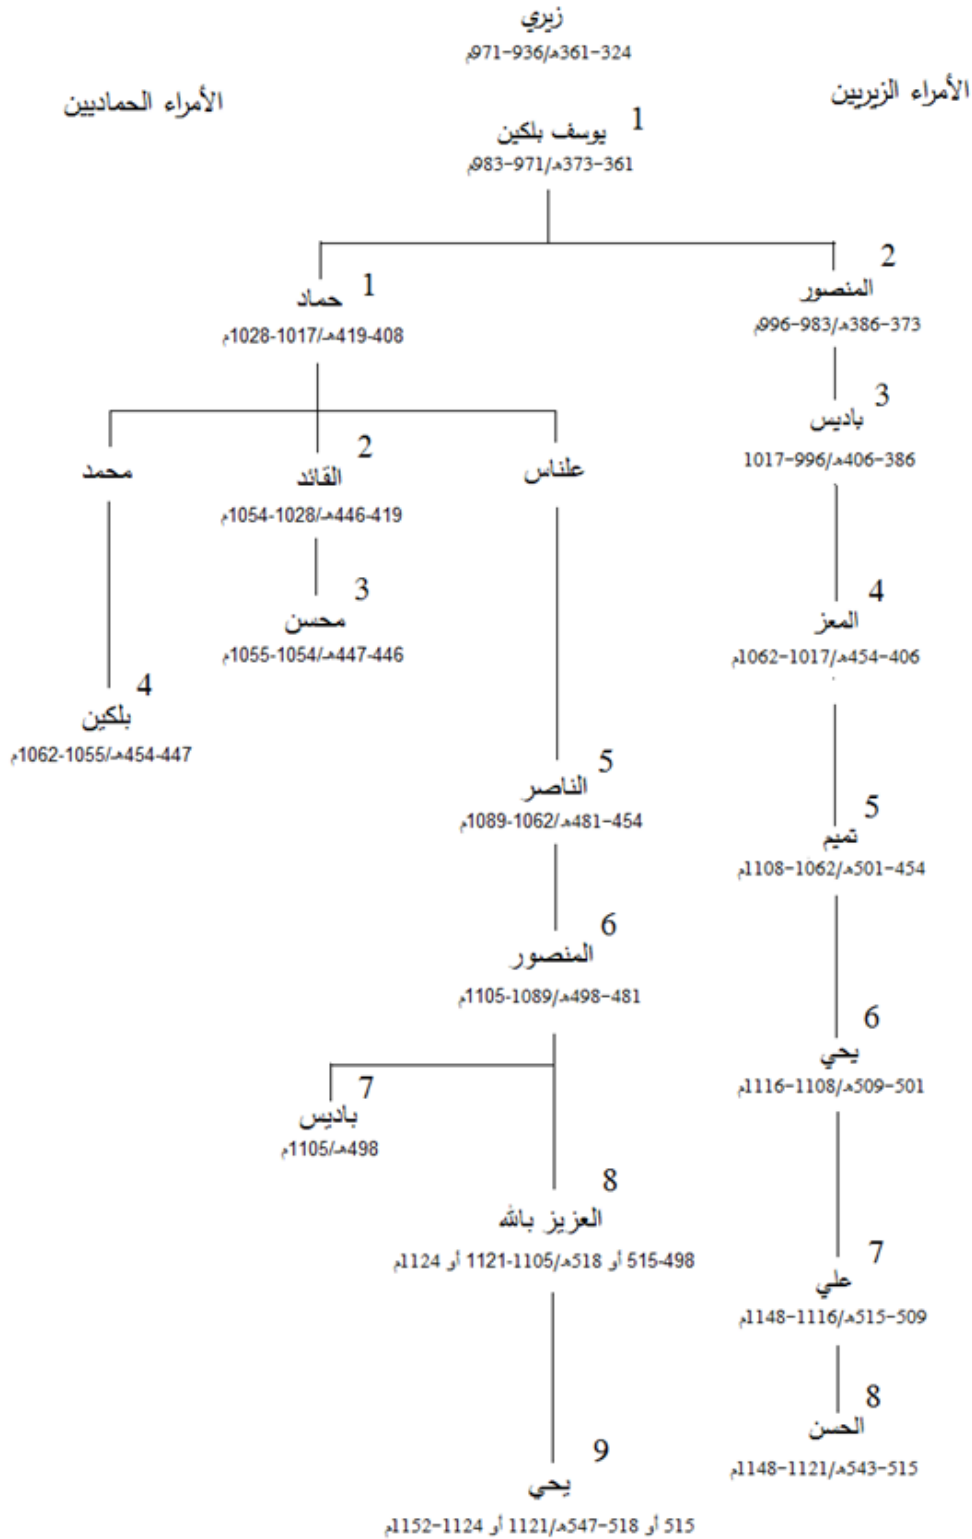 زيري
324-361هـ/936-971م
الأمراء الزيريين
الأمراء الحماديين
1
يوسف بلكين
361-373هـ/971-983م
2
المنصور
373-386هـ/983-996م
1
حماد
408-419هـ/1017-1028م
3
باديس
386-406هـ/996-1017
علناس
2
القائد
419-446هـ/1028-1054م
محمد
4
المعز
406-454هـ/1017-1062م
3
محسن
446-447هـ/1054-1055م
4
بلكين
447-454هـ/1055-1062م
5
الناصر
454-481هـ/1062-1089م
5
تميم
454-501هـ/1062-1108م
6
المنصور
481-498هـ/1089-1105م
6
يحي
501-509هـ/1108-1116م
7
باديس
498هـ/1105م
8
العزيز بالله
498-515 أو 518هـ/1105-1121 أو 1124م
7
علي
509-515هـ/1116-1148م
8
الحسن
515-543هـ/1121-1148م
9
يحي
515 أو 518-547هـ/1121 أو 1124-1152م